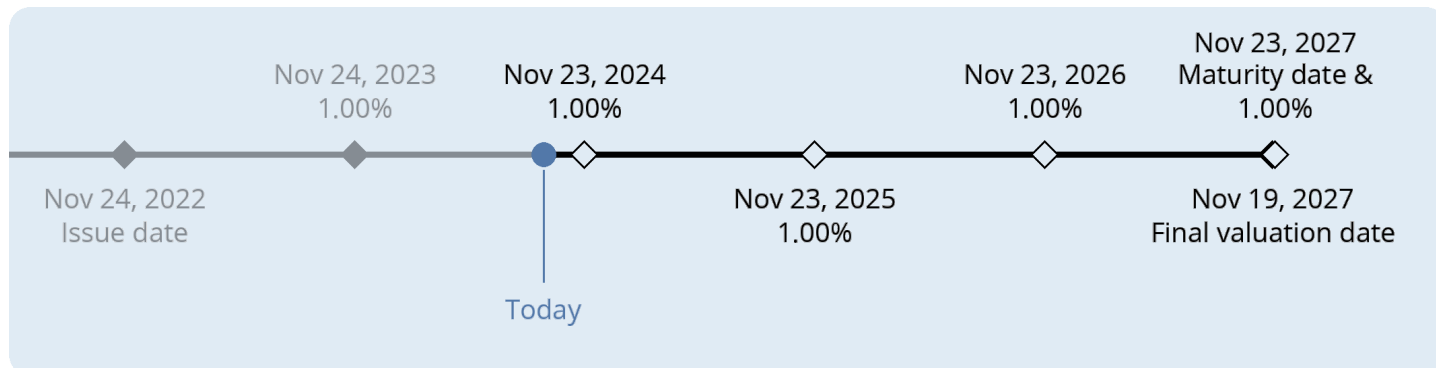 Nov 24, 2022
Issue date
Nov 24, 2023
1.00%
Today
Nov 23, 2024
1.00%
Nov 23, 2025
1.00%
Nov 23, 2026
1.00%
Nov 23, 2027
Maturity date &
1.00%
Nov 19, 2027
Final valuation date